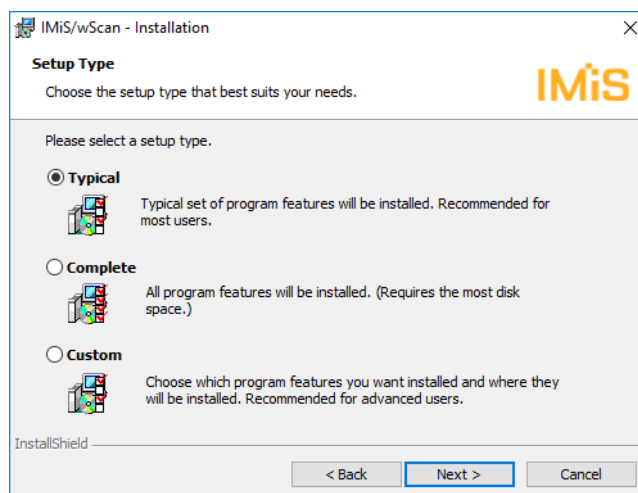 IMiS/wScan - Installation
Setup Type
Choose the setup type that best suits your needs.
IMiS
Please select a setup type.
Typical
Typical set of program features will be installed. Recommended for
most users.
Complete
All program features will be installed. (Requires the most disk
space.)
Custom
Choose which program features you want installed and where they
will be installed. Recommended for advanced users.
InstallShield
< Back
Next >
Cancel